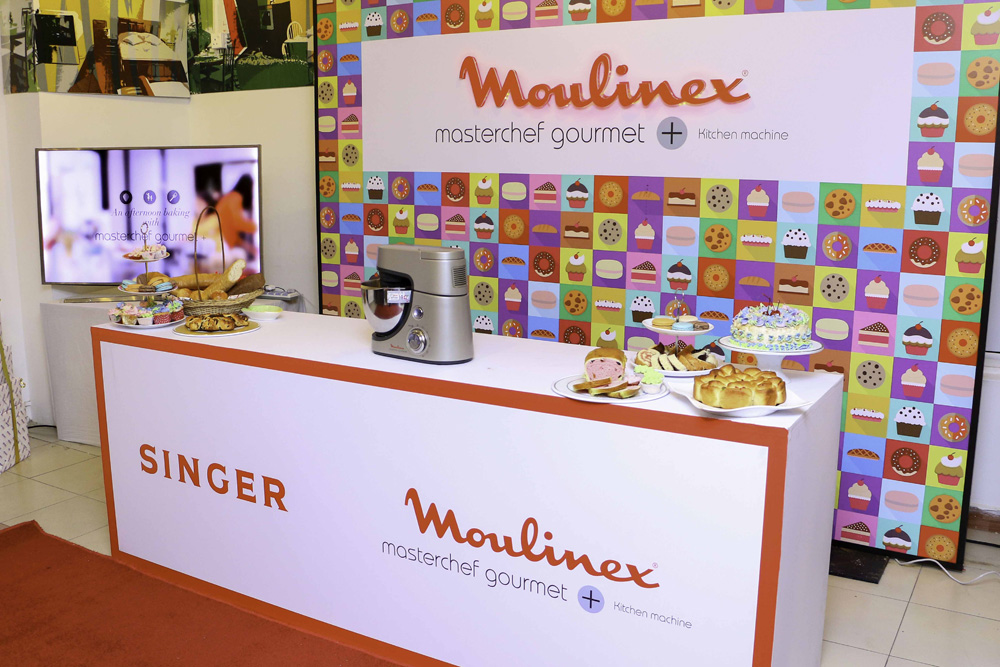 Moulinex®
masterchef gourmet + Kitchen machine
An afternoon baking
with
masterchef gourmet +
SINGER
Moulinex®
masterchef gourmet + Kitchen machine